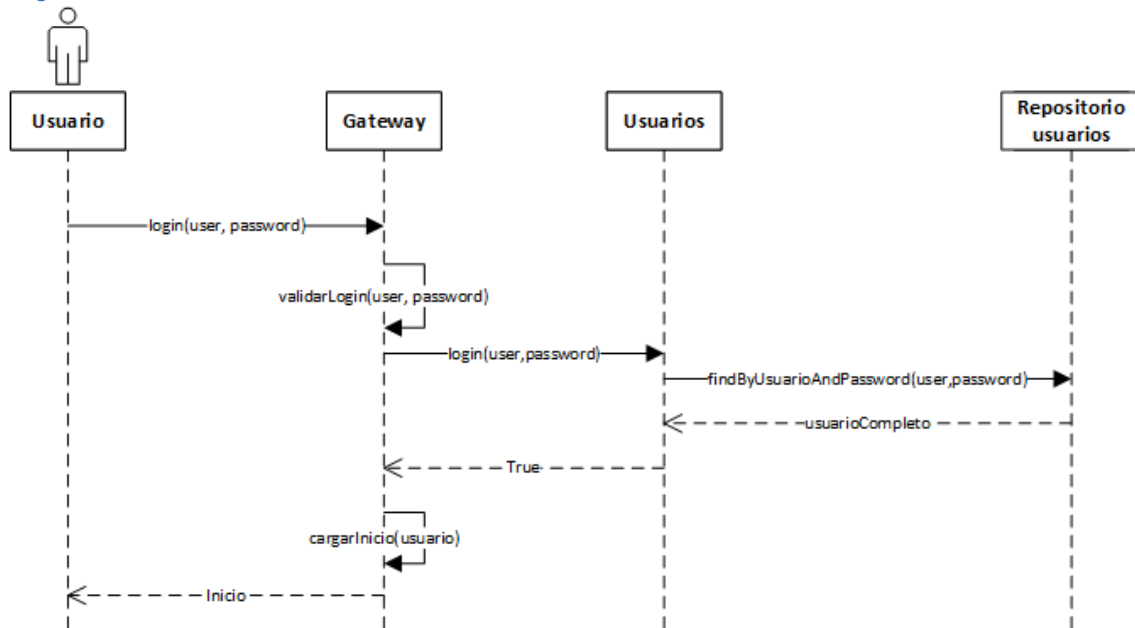 Usuario
Gateway
Usuarios
Repositorio
usuarios
login(user, password)
validarLogin(user, password)
login(user,password)
findByUsuarioAndPassword(user,password)
usuarioCompleto
True
cargarInicio(usuario)
Inicio